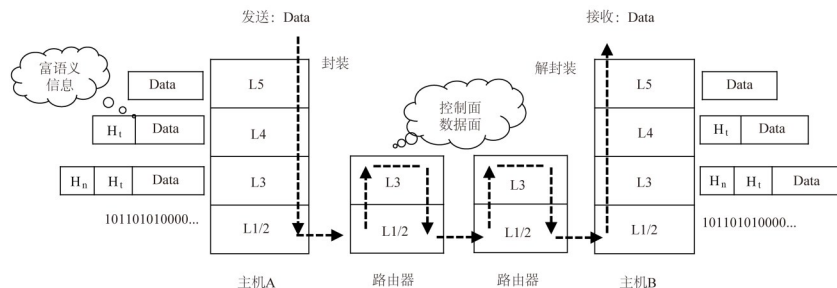 发送：Data
接收：Data
富语义
信息
封装
解封装
控制面
数据面
Data
L5
L5
Data
Ht
Data
L4
L4
Ht
Data
Hn
Ht
Data
L3
L3
L3
L3
Hn
Ht
Data
101101010000...
L1/2
L1/2
L1/2
L1/2
101101010000...
主机A
路由器
路由器
主机B